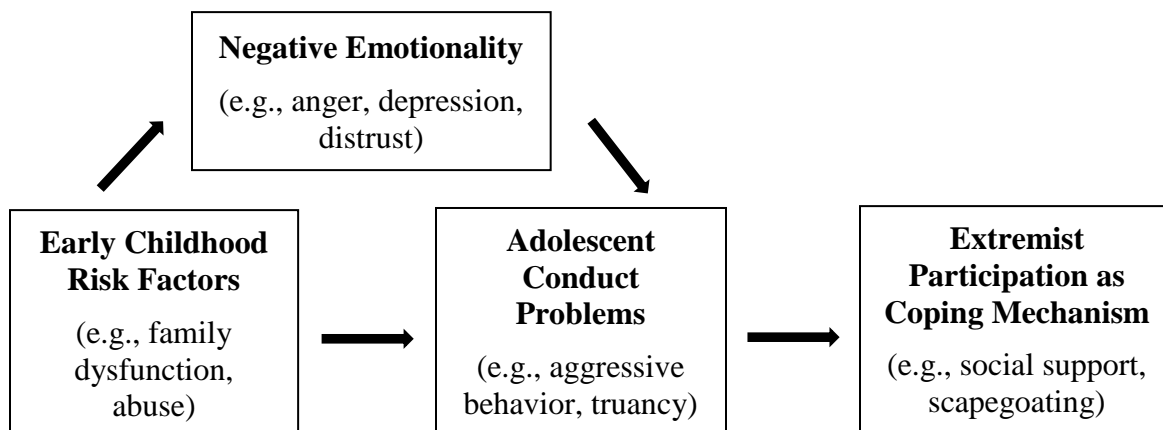 Negative Emotionality
(e.g., anger, depression,
distrust)
Early Childhood
Risk Factors
(e.g., family
dysfunction,
abuse)
Adolescent
Conduct
Problems
(e.g., aggressive
behavior, truancy)
Extremist
Participation as
Coping Mechanism
(e.g., social support,
scapegoating)